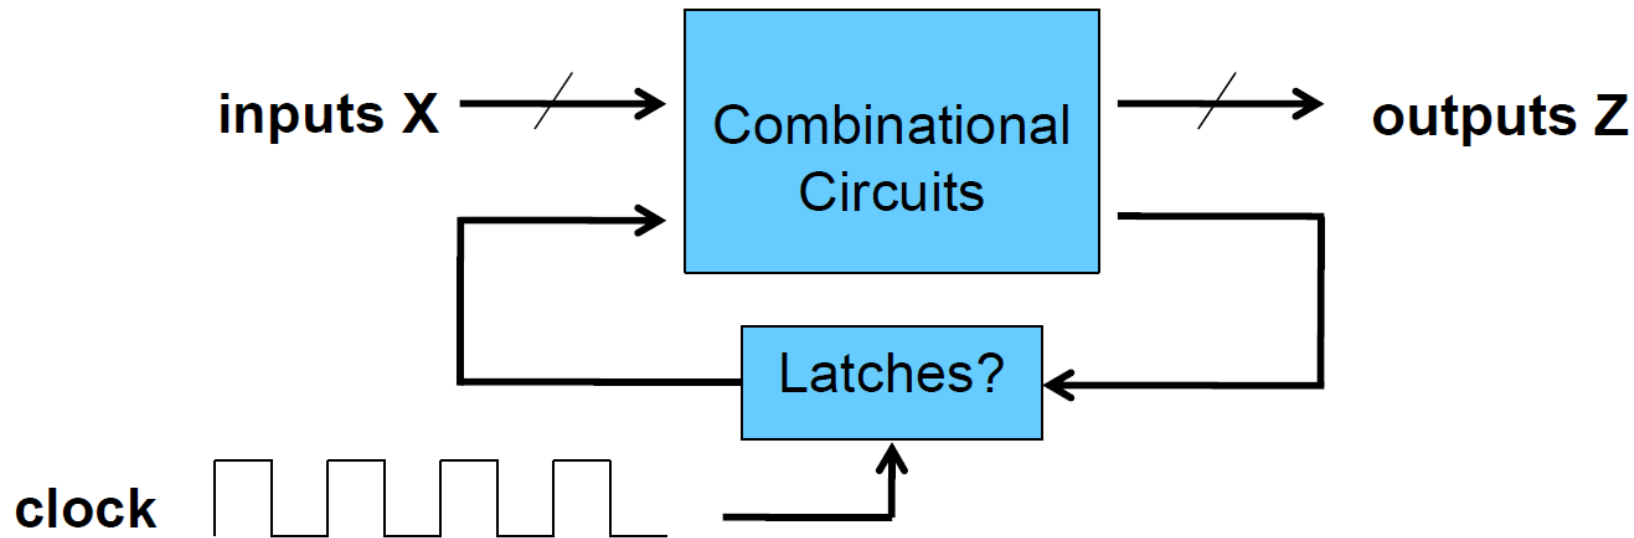 inputs X
Combinational
Circuits
outputs Z
Latches?
clock